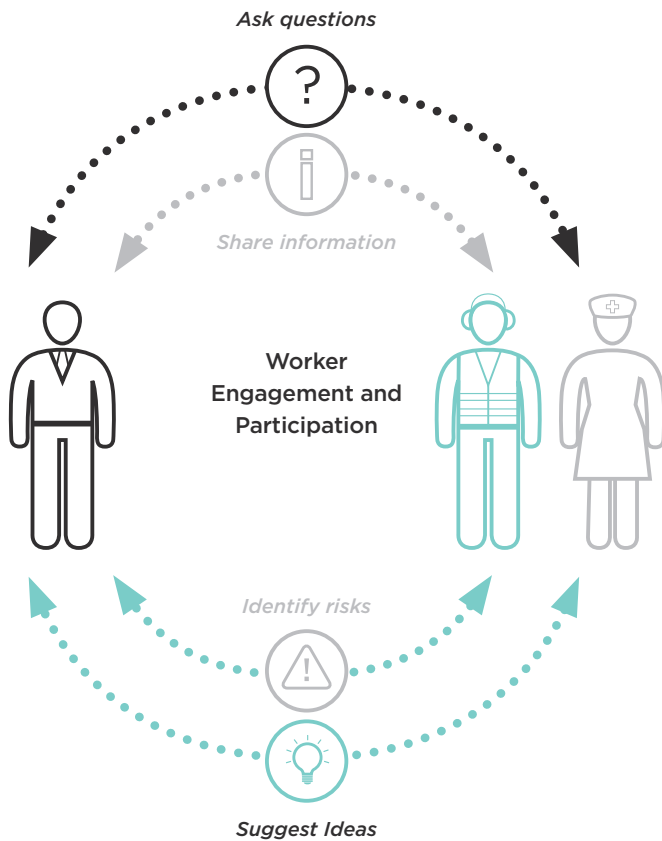 Ask questions
?
i
Share information
Worker
Engagement and
Participation
Identify risks
!
Suggest Ideas